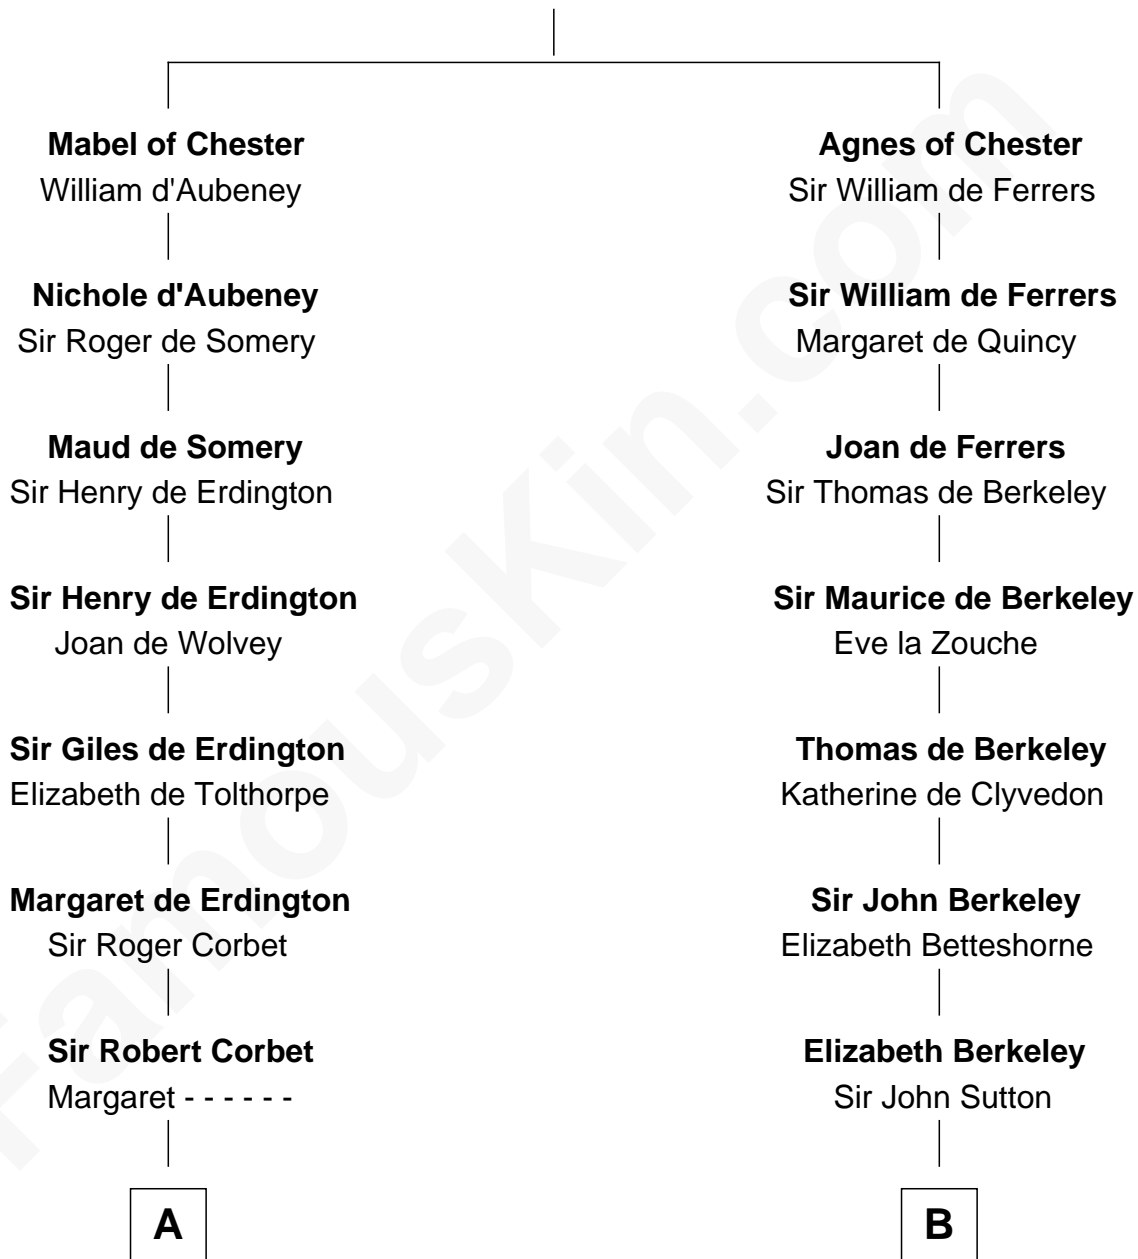 Mabel of Chester
William d'Aubeney
Nichole d'Aubeney
Sir Roger de Somery
Maud de Somery
Sir Henry de Erdington
Sir Henry de Erdington
Joan de Wolvey
Sir Giles de Erdington
Elizabeth de Tolthorpe
Margaret de Erdington
Sir Roger Corbet
Sir Robert Corbet
Margaret - - - - - -
A
Agnes of Chester
Sir William de Ferrers
Sir William de Ferrers
Margaret de Quincy
Joan de Ferrers
Sir Thomas de Berkeley
Sir Maurice de Berkeley
Eve la Zouche
Thomas de Berkeley
Katherine de Clyvedon
Sir John Berkeley
Elizabeth Betteshorne
Elizabeth Berkeley
Sir John Sutton
B
FamousKin.com